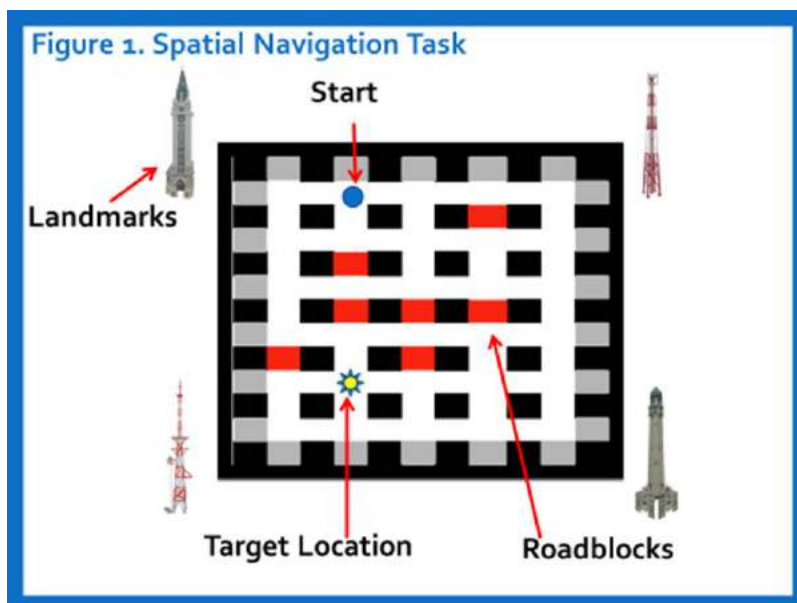 Figure 1. Spatial Navigation Task
Start
Landmarks
Target Location
Roadblocks